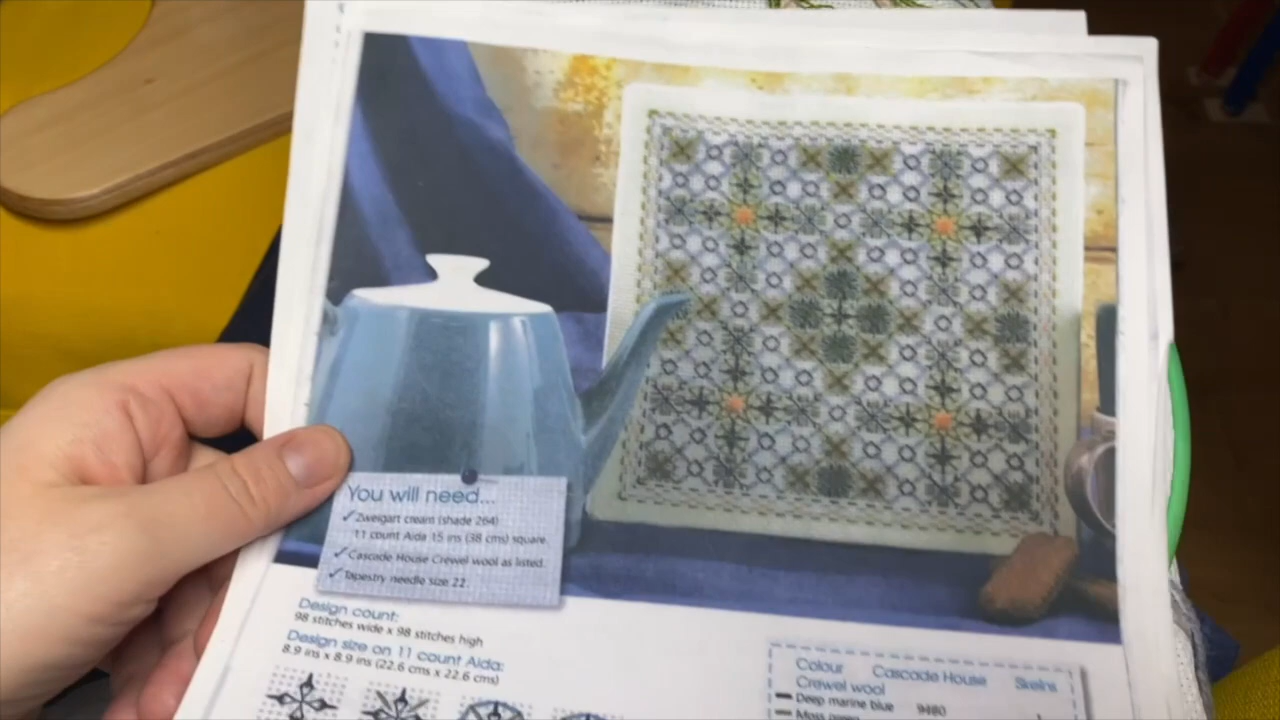 You will need...
✓ Zweigart cream (shade 264)
11 count Aida 15 ins (38 cms) square.
✓ Cascade House Crewel wool as listed.
✓ Tapestry needle size 22.
Design count:
98 stitches wide x 98 stitches high
Design size on 11 count Aida:
8.9 ins x 8.9 ins (22.6 cms x 22.6 cm)
Colour Cascade House Skeins
Crewel wool
Deep marine blue 9480
Moss green